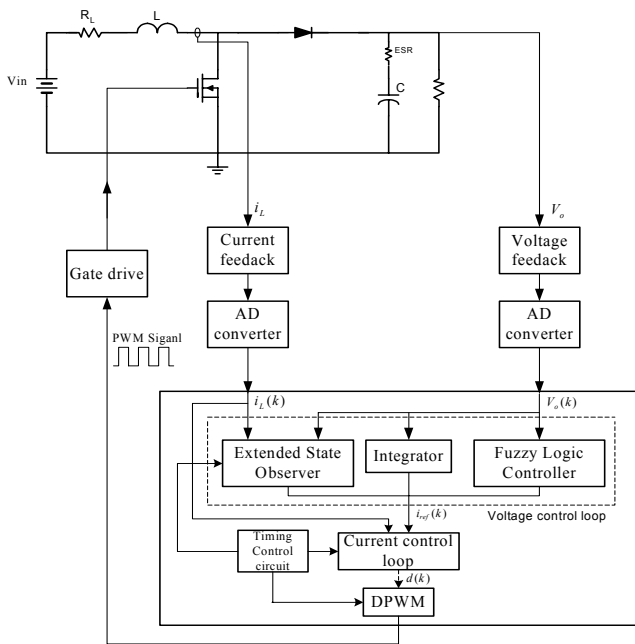 R_L
L
ESR
Vin
C
i_L
V_o
Current
feedack
Voltage
feedack
Gate drive
AD
converter
AD
converter
PWM Siganl
i_L(k)
V_o(k)
Extended State
Observer
Integrator
Fuzzy Logic
Controller
i_ref(k)
Voltage control loop
Timing
Control
circuit
Current control
loop
d(k)
DPWM